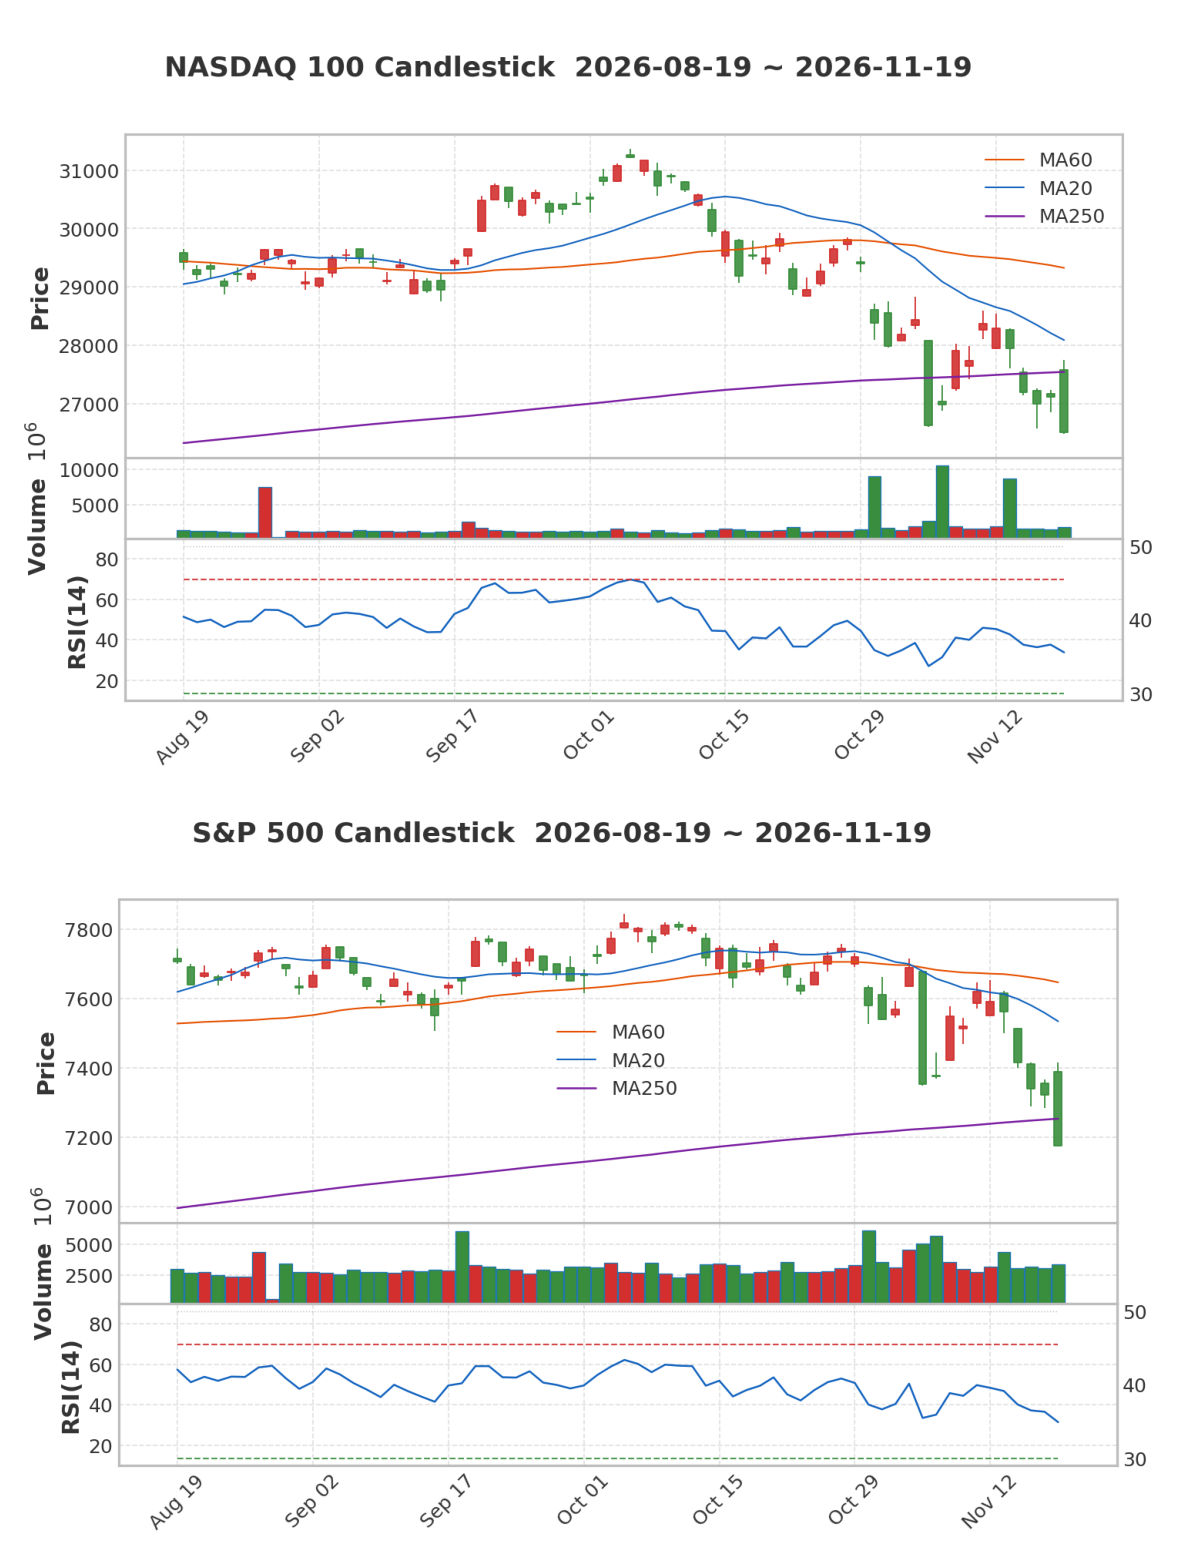 NASDAQ 100 Candlestick 2026-08-19 ~ 2026-11-19
MA60
MA20
MA250
Price
31000
30000
29000
28000
27000
Volume 10⁶
10000
5000
RSI(14)
80
60
40
20
50
40
30
Aug 19
Sep 02
Sep 17
Oct 01
Oct 15
Oct 29
Nov 12
S&P 500 Candlestick 2026-08-19 ~ 2026-11-19
Price
7800
7600
7400
7200
7000
MA60
MA20
MA250
Volume 10⁶
5000
2500
RSI(14)
80
60
40
20
50
40
30
Aug 19
Sep 02
Sep 17
Oct 01
Oct 15
Oct 29
Nov 12